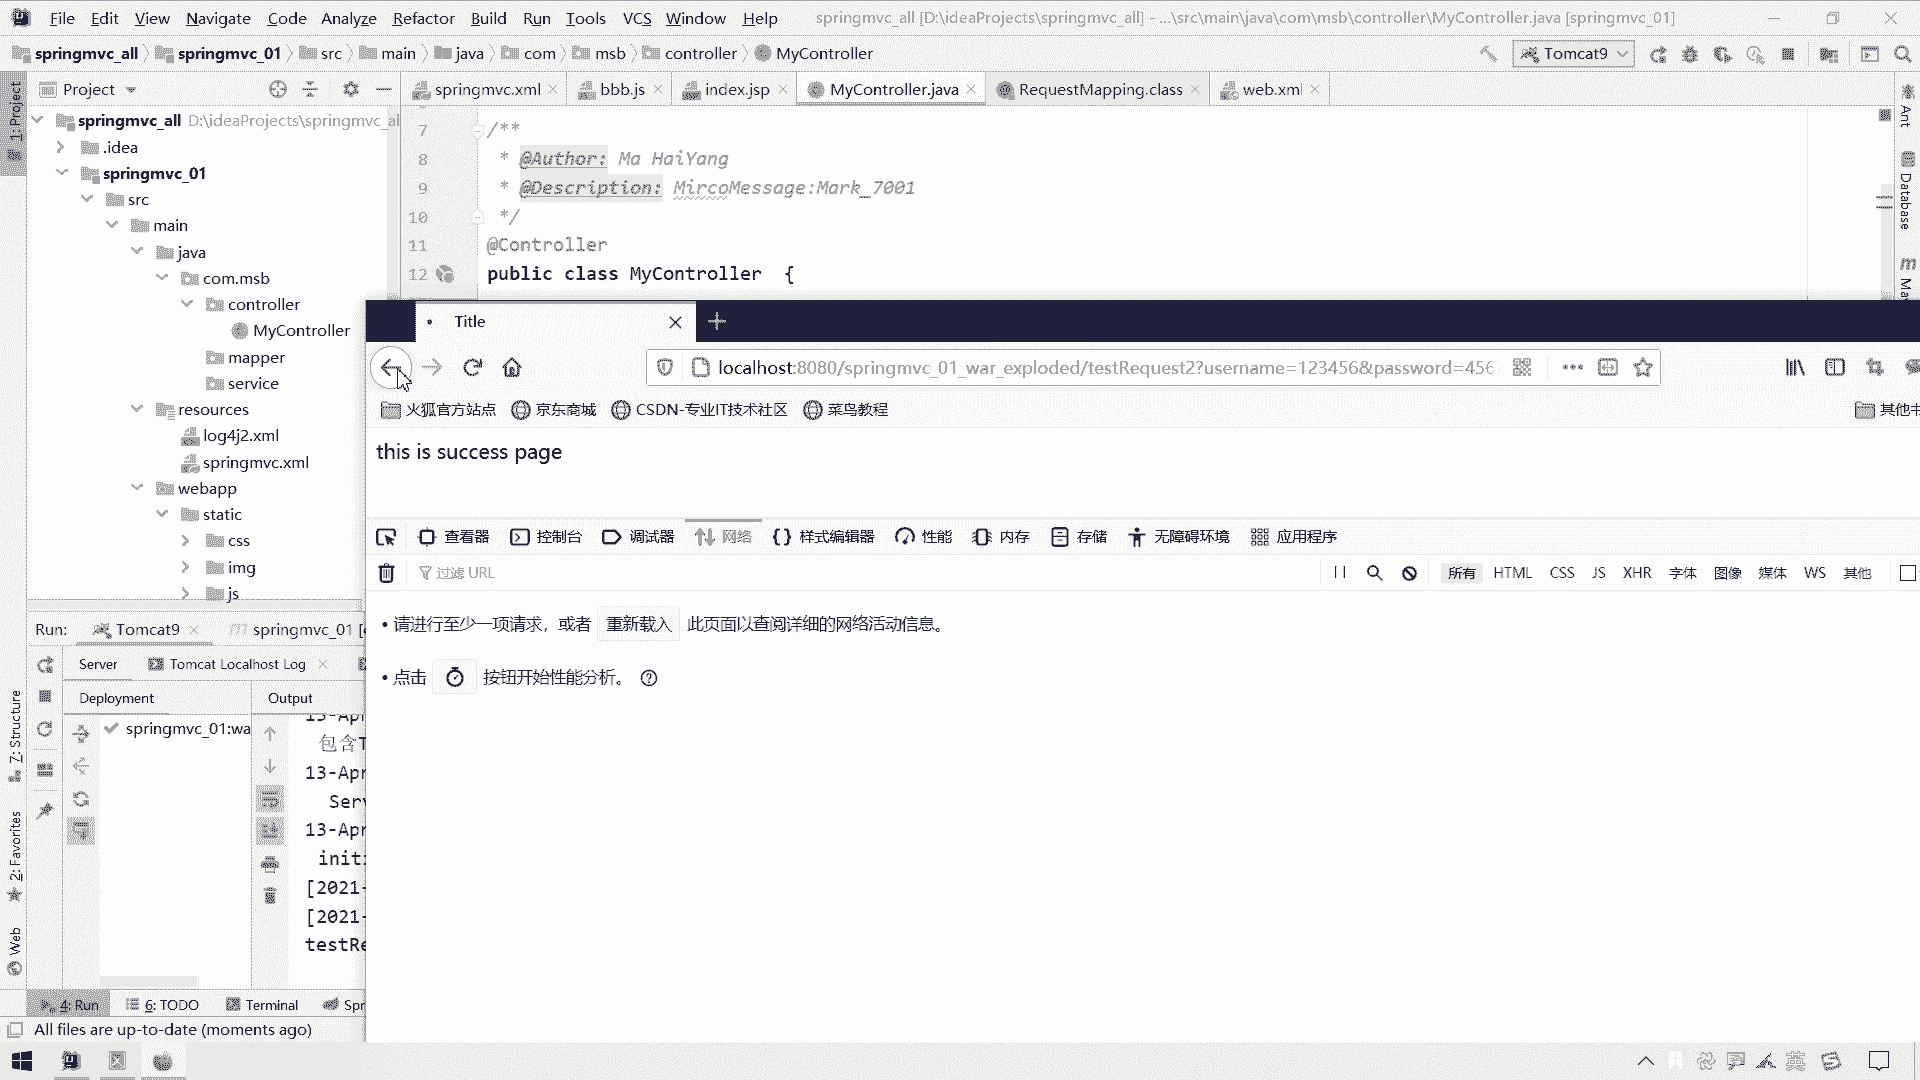 File Edit View Navigate Code Analyze Refactor Build Run Tools VCS Window Help springmvc_all [D:\ideaProjects\springmvc_all] - ...\src\main\java\com\msb\controller\MyController.java [springmvc_01]
springmvc_all springmvc_01 src main java com msb controller MyController Tomcat9
1: Project
Project
springmvc.xml bbb.js index.jsp MyController.java RequestMapping.class web.xml
springmvc_all D:\ideaProjects\springmvc_al
.idea
springmvc_01
src
main
java
com.msb
controller
MyController
mapper
service
resources
log4j2.xml
springmvc.xml
webapp
static
css
img
js
7 /**
8 * @Author: Ma HaiYang
9 * @Description: MircoMessage:Mark_7001
10 */
11 @Controller
12 public class MyController {
Ant
Database
Ma
Title
localhost:8080/springmvc_01_war_exploded/testRequest2?username=123456&password=456
火狐官方站点 京东商城 CSDN-专业IT技术社区 菜鸟教程 其他书
this is success page
查看器 控制台 调试器 网络 样式编辑器 性能 内存 存储 无障碍环境 应用程序
过滤 URL 所有 HTML CSS JS XHR 字体 图像 媒体 WS 其他
• 请进行至少一项请求，或者 重新载入 此页面以查阅详细的网络活动信息。
• 点击 按钮开始性能分析。
Run: Tomcat9 springmvc_01 [
Server Tomcat Localhost Log
Deployment Output
springmvc_01:wa
13-Apr
包含T
13-Apr
Serv
13-Apr
initi
[2021-
[2021-
testRe
7: Structure
2: Favorites
Web
4: Run 6: TODO Terminal Spr
All files are up-to-date (moments ago)
英